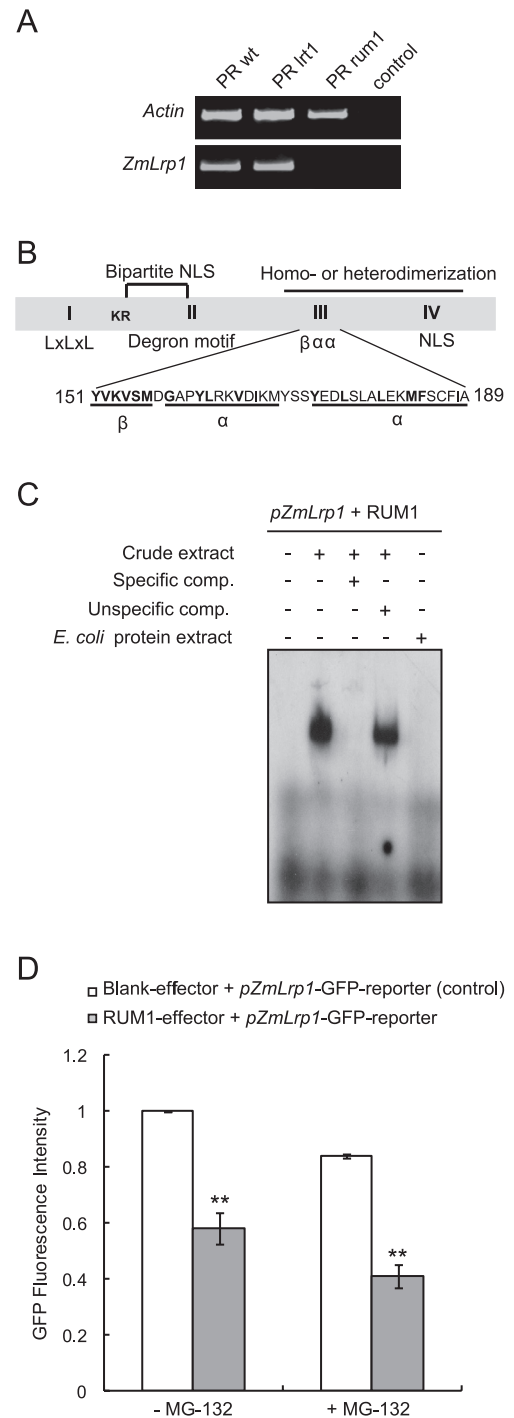 A
PR wt PR lrt1 PR rum1 control
Actin
ZmLrp1
B
Bipartite NLS
Homo- or heterodimerization
I KR II III IV
LxLxL Degron motif βαα NLS
151 YVKVSMDGAPYLRKVDIKMYSSYEDLSLALEKMFSCFIA 189
β α α
C
pZmLrp1 + RUM1
Crude extract - + + + -
Specific comp. - - + - -
Unspecific comp. - - - + -
E. coli protein extract - - - - +
D
Blank-effector + pZmLrp1-GFP-reporter (control)
RUM1-effector + pZmLrp1-GFP-reporter
GFP Fluorescence Intensity
1.2
1
0.8
0.6
0.4
0.2
0
**
**
- MG-132 + MG-132